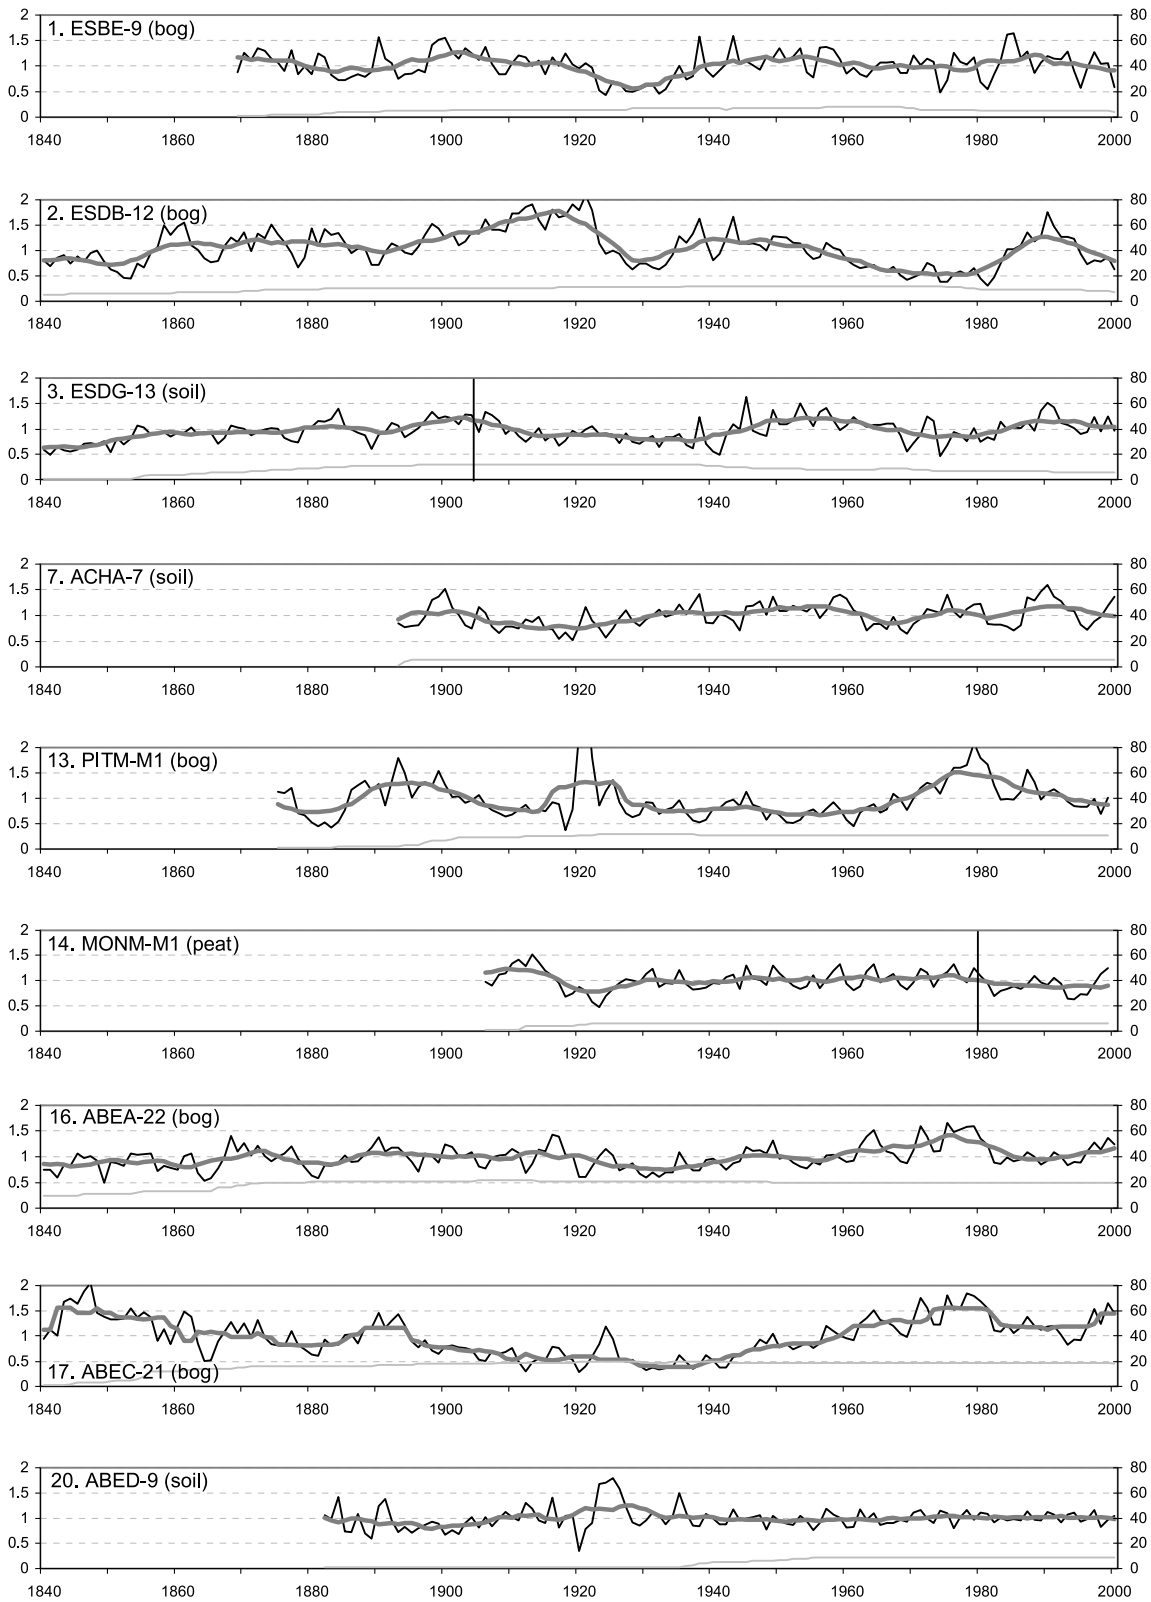 2 80
1. ESBE-9 (bog)
1.5 60
1 40
0.5 20
0 0
1840 1860 1880 1900 1920 1940 1960 1980 2000
2 80
2. ESDB-12 (bog)
1.5 60
1 40
0.5 20
0 0
1840 1860 1880 1900 1920 1940 1960 1980 2000
2 80
3. ESDG-13 (soil)
1.5 60
1 40
0.5 20
0 0
1840 1860 1880 1900 1920 1940 1960 1980 2000
2 80
7. ACHA-7 (soil)
1.5 60
1 40
0.5 20
0 0
1840 1860 1880 1900 1920 1940 1960 1980 2000
2 80
13. PITM-M1 (bog)
1.5 60
1 40
0.5 20
0 0
1840 1860 1880 1900 1920 1940 1960 1980 2000
2 80
14. MONM-M1 (peat)
1.5 60
1 40
0.5 20
0 0
1840 1860 1880 1900 1920 1940 1960 1980 2000
2 80
16. ABEA-22 (bog)
1.5 60
1 40
0.5 20
0 0
1840 1860 1880 1900 1920 1940 1960 1980 2000
2 80
1.5 60
1 40
0.5 20
17. ABEC-21 (bog)
0 0
1840 1860 1880 1900 1920 1940 1960 1980 2000
2 80
20. ABED-9 (soil)
1.5 60
1 40
0.5 20
0 0
1840 1860 1880 1900 1920 1940 1960 1980 2000